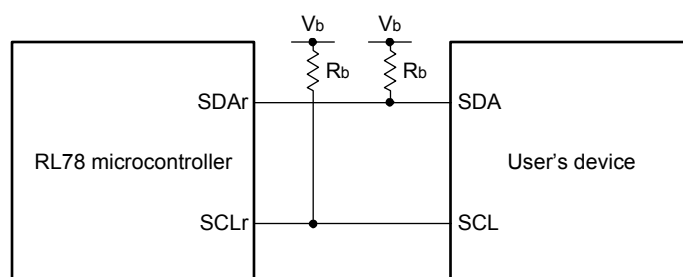 Vb
Vb
Rb
Rb
SDAr
SDA
RL78 microcontroller
User's device
SCLr
SCL